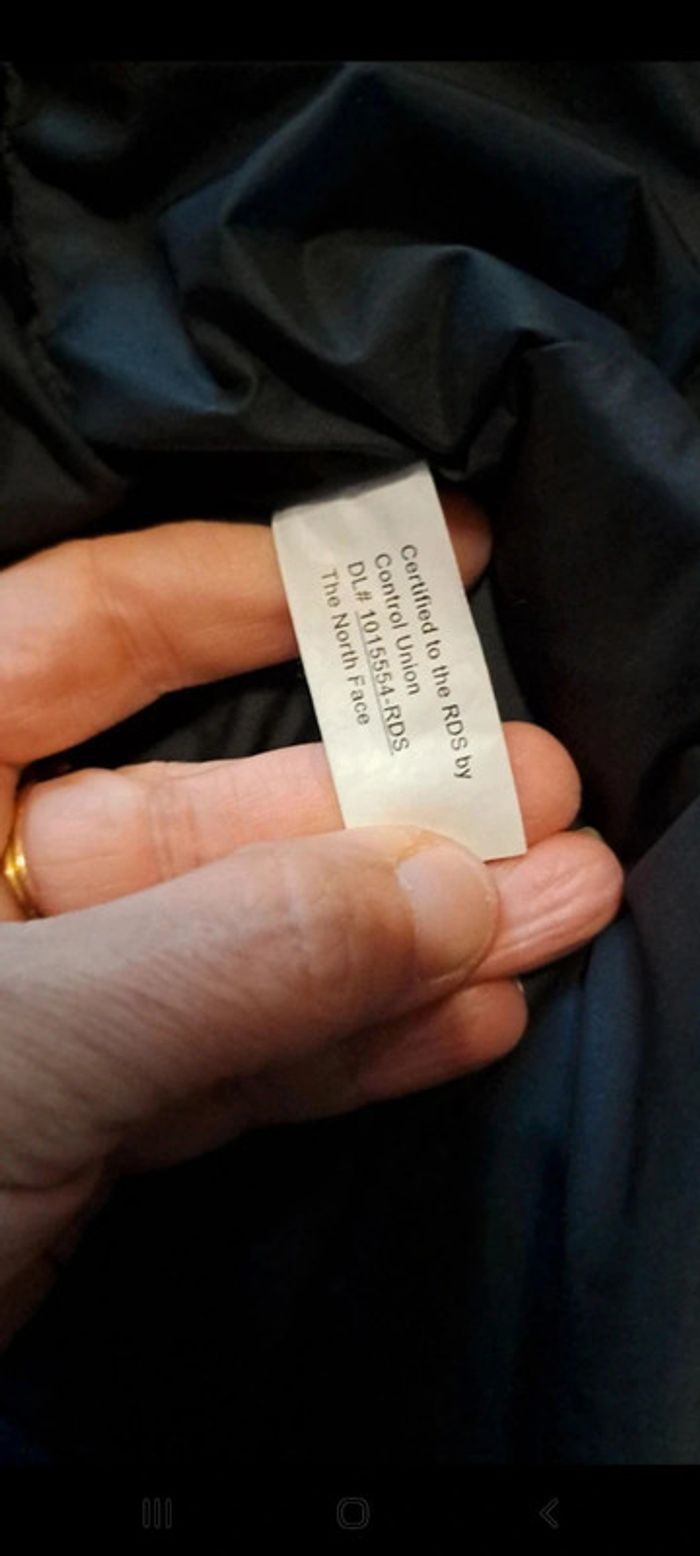 Certified to the RDS by
Control Union
DL# 1015554-RDS
The North Face